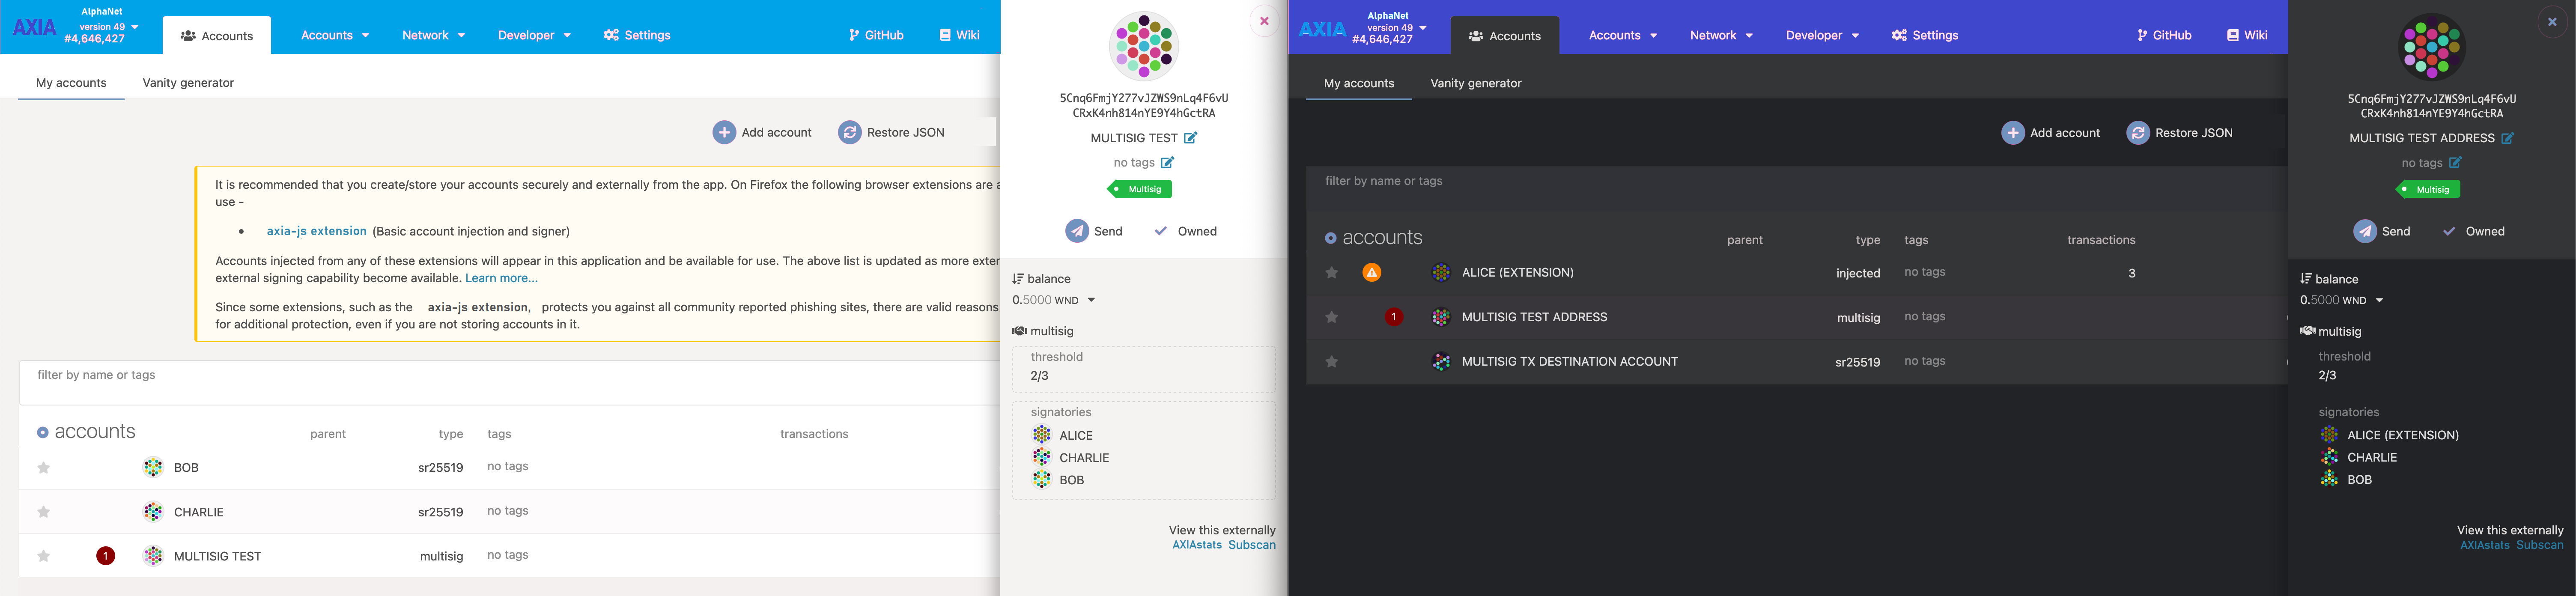 AXIA
AlphaNet
version 49
#4,646,427
Accounts
Accounts
Network
Developer
Settings
GitHub
Wiki
My accounts
Vanity generator
Add account
Restore JSON
It is recommended that you create/store your accounts securely and externally from the app. On Firefox the following browser extensions are a
use -
• axia-js extension (Basic account injection and signer)
Accounts injected from any of these extensions will appear in this application and be available for use. The above list is updated as more exter
external signing capability become available. Learn more...
Since some extensions, such as the axia-js extension, protects you against all community reported phishing sites, there are valid reasons
for additional protection, even if you are not storing accounts in it.
filter by name or tags
accounts parent type tags transactions
BOB sr25519 no tags
CHARLIE sr25519 no tags
1 MULTISIG TEST multisig no tags
5Cnq6FmjY277vJZWS9nLq4F6vU
CRxK4nh814nYE9Y4hGctRA
MULTISIG TEST
no tags
Multisig
Send
Owned
balance
0.5000 WND
multisig
threshold
2/3
signatories
ALICE
CHARLIE
BOB
View this externally
AXIAstats Subscan
AXIA
AlphaNet
version 49
#4,646,427
Accounts
Accounts
Network
Developer
Settings
GitHub
Wiki
My accounts
Vanity generator
Add account
Restore JSON
filter by name or tags
accounts parent type tags transactions
ALICE (EXTENSION) injected no tags 3
1 MULTISIG TEST ADDRESS multisig no tags
MULTISIG TX DESTINATION ACCOUNT sr25519 no tags
5Cnq6FmjY277vJZWS9nLq4F6vU
CRxK4nh814nYE9Y4hGctRA
MULTISIG TEST ADDRESS
no tags
Multisig
Send
Owned
balance
0.5000 WND
multisig
threshold
2/3
signatories
ALICE (EXTENSION)
CHARLIE
BOB
View this externally
AXIAstats Subscan